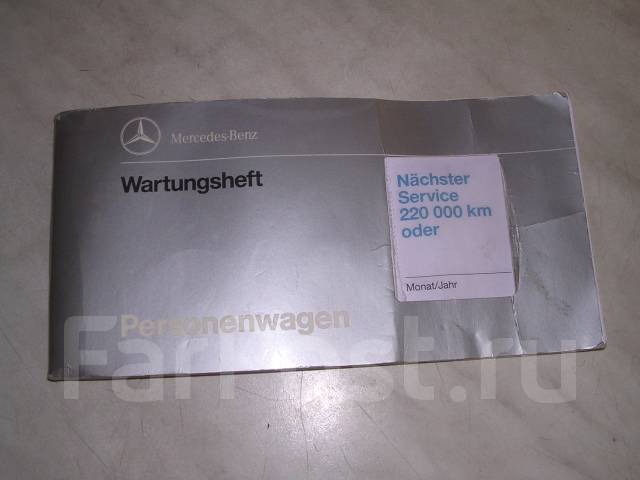 Mercedes-Benz
Wartungsheft
Nächster
Service
220 000 km
oder
Monat/Jahr
Personenwagen
FarPost.ru